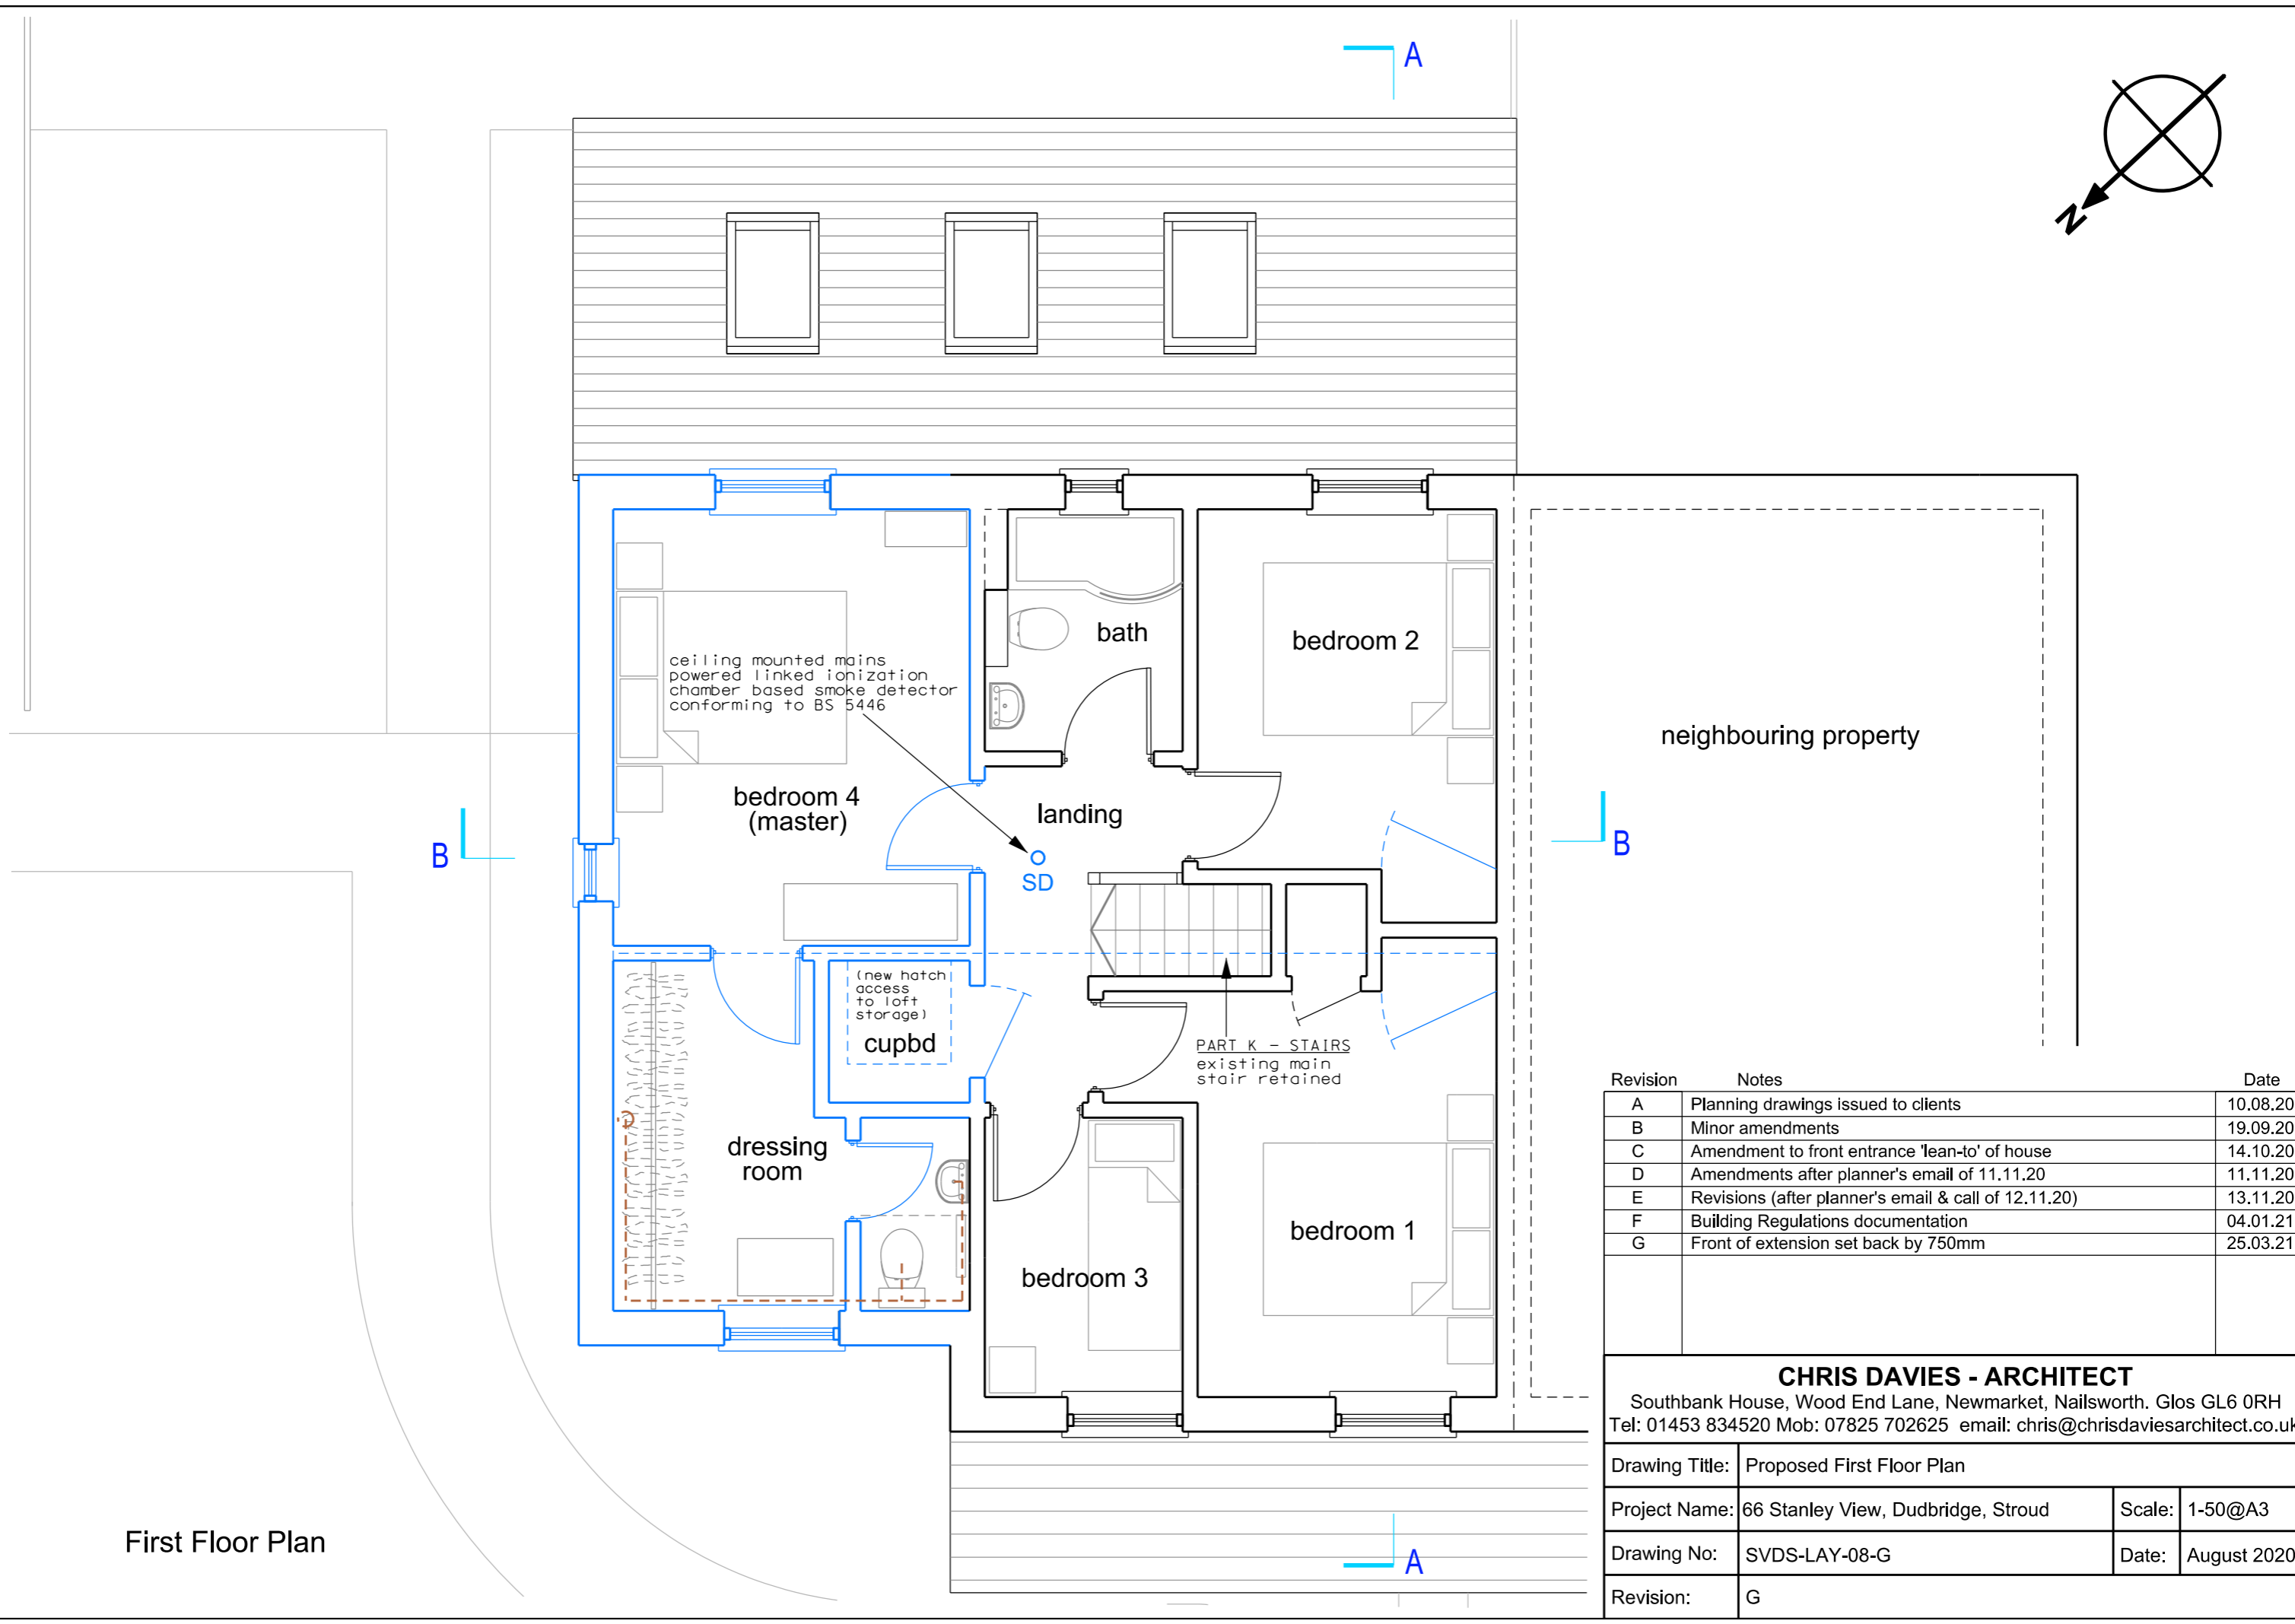 A
N
ceiling mounted mains
powered linked ionization
chamber based smoke detector
conforming to BS 5446
bath
bedroom 2
neighbouring property
bedroom 4
(master)
landing
B
SD
B
(new hatch
access
to loft
storage)
cupbd
PART K - STAIRS
existing main
stair retained
dressing
room
bedroom 3
bedroom 1
A
First Floor Plan
Revision Notes Date
A Planning drawings issued to clients 10.08.20
B Minor amendments 19.09.20
C Amendment to front entrance 'lean-to' of house 14.10.20
D Amendments after planner's email of 11.11.20 11.11.20
E Revisions (after planner's email & call of 12.11.20) 13.11.20
F Building Regulations documentation 04.01.21
G Front of extension set back by 750mm 25.03.21
CHRIS DAVIES - ARCHITECT
Southbank House, Wood End Lane, Newmarket, Nailsworth. Glos GL6 0RH
Tel: 01453 834520 Mob: 07825 702625 email: chris@chrisdaviesarchitect.co.uk
Drawing Title: Proposed First Floor Plan
Project Name: 66 Stanley View, Dudbridge, Stroud Scale: 1-50@A3
Drawing No: SVDS-LAY-08-G Date: August 2020
Revision: G